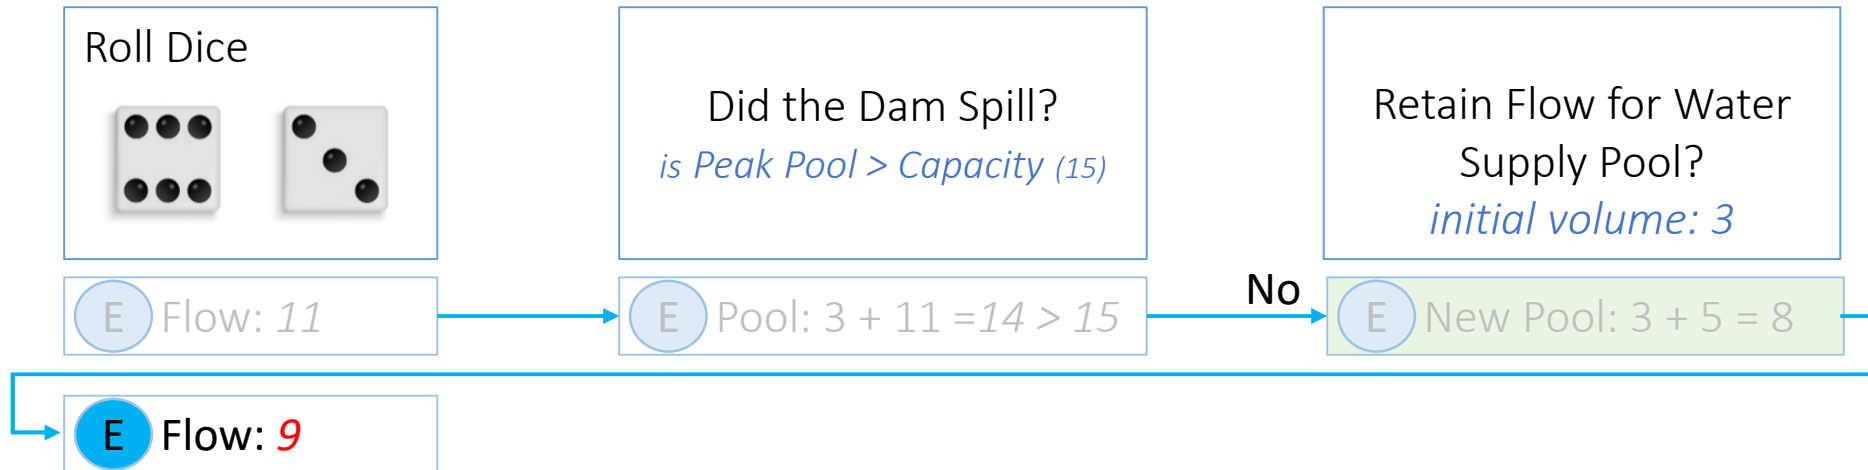 Roll Dice
Did the Dam Spill?
is Peak Pool > Capacity (15)
Retain Flow for Water
Supply Pool?
initial volume: 3
E Flow: 11
E Pool: 3 + 11 =14 > 15
No
E New Pool: 3 + 5 = 8
E Flow: 9